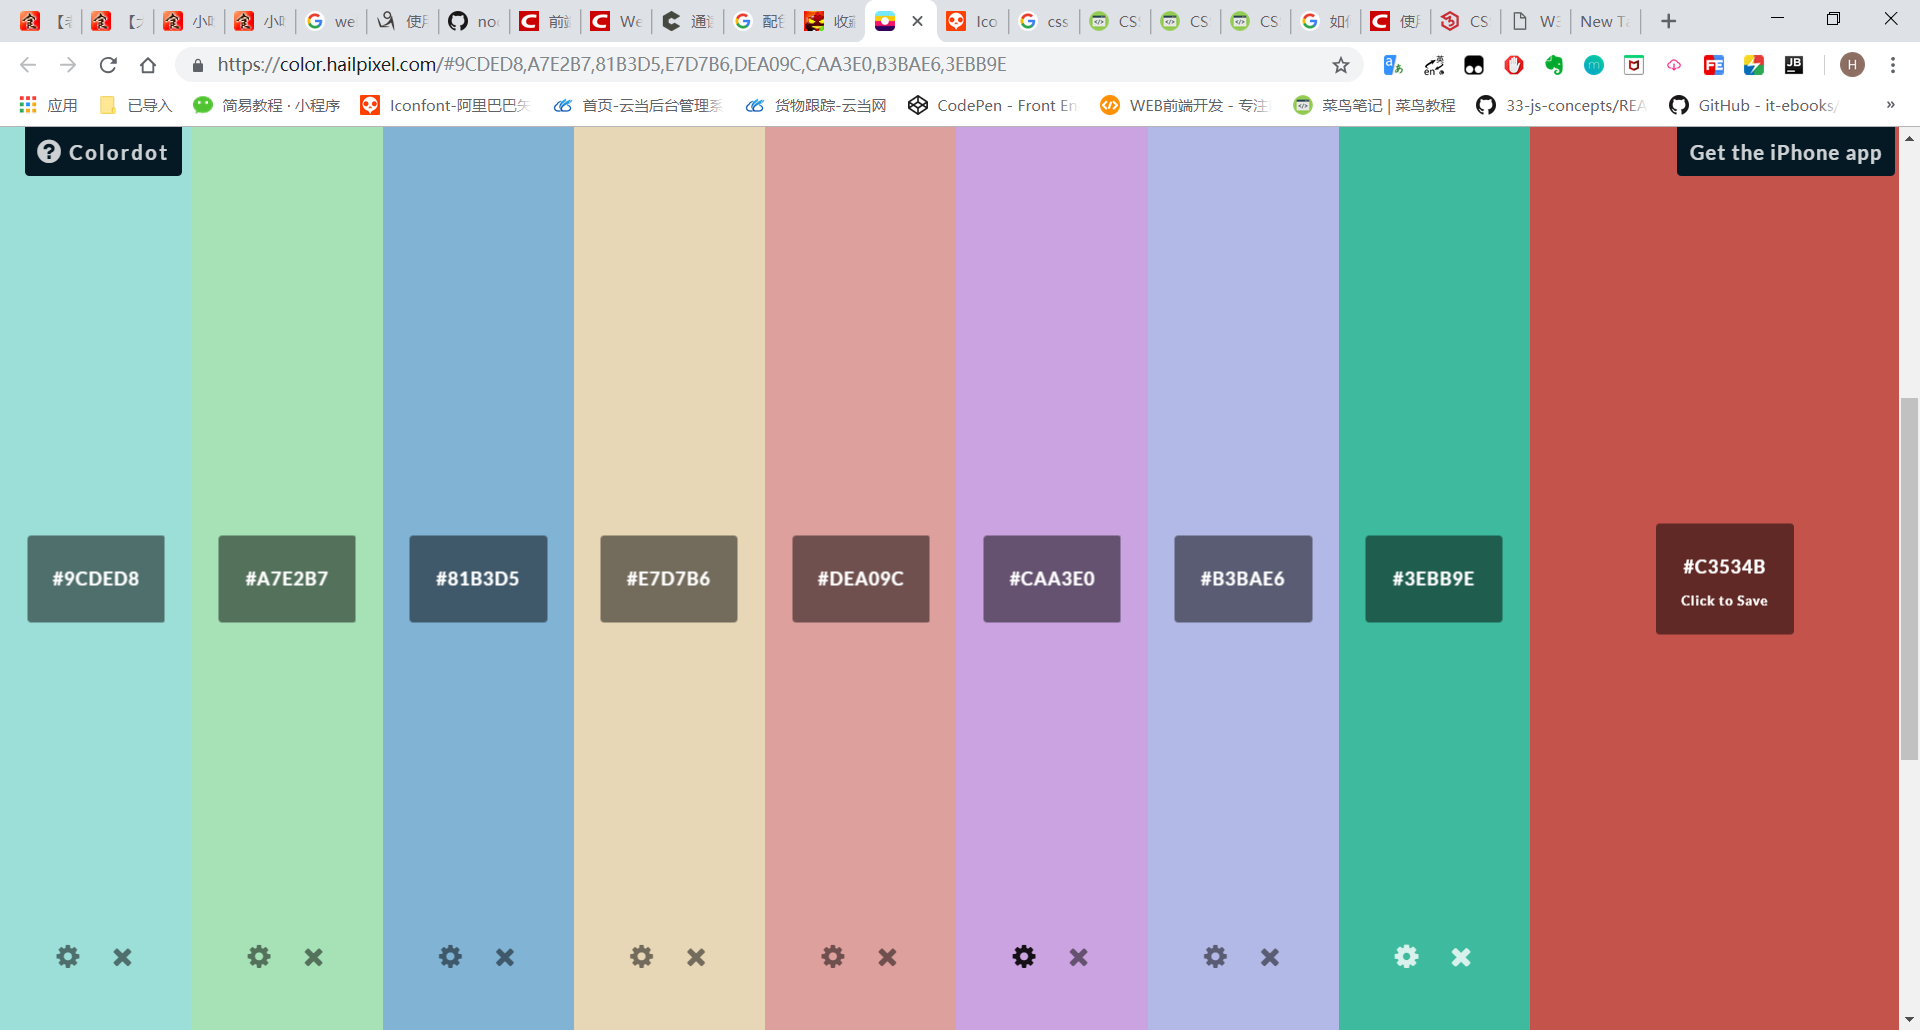 小 小 we 使 no 前 We 通 配 收 Ico css CS CS CS 如 使 CS W3 New Ta
https://color.hailpixel.com/#9CDED8,A7E2B7,81B3D5,E7D7B6,DEA09C,CAA3E0,B3BAE6,3EBB9E
H
应用 已导入 简易教程 · 小程序 Iconfont-阿里巴巴矢 首页-云当后台管理系 货物跟踪-云当网 CodePen - Front En WEB前端开发 - 专注 菜鸟笔记 | 菜鸟教程 33-js-concepts/REA GitHub - it-ebooks/ »
Colordot
Get the iPhone app
#9CDED8
#A7E2B7
#81B3D5
#E7D7B6
#DEA09C
#CAA3E0
#B3BAE6
#3EBB9E
#C3534B
Click to Save